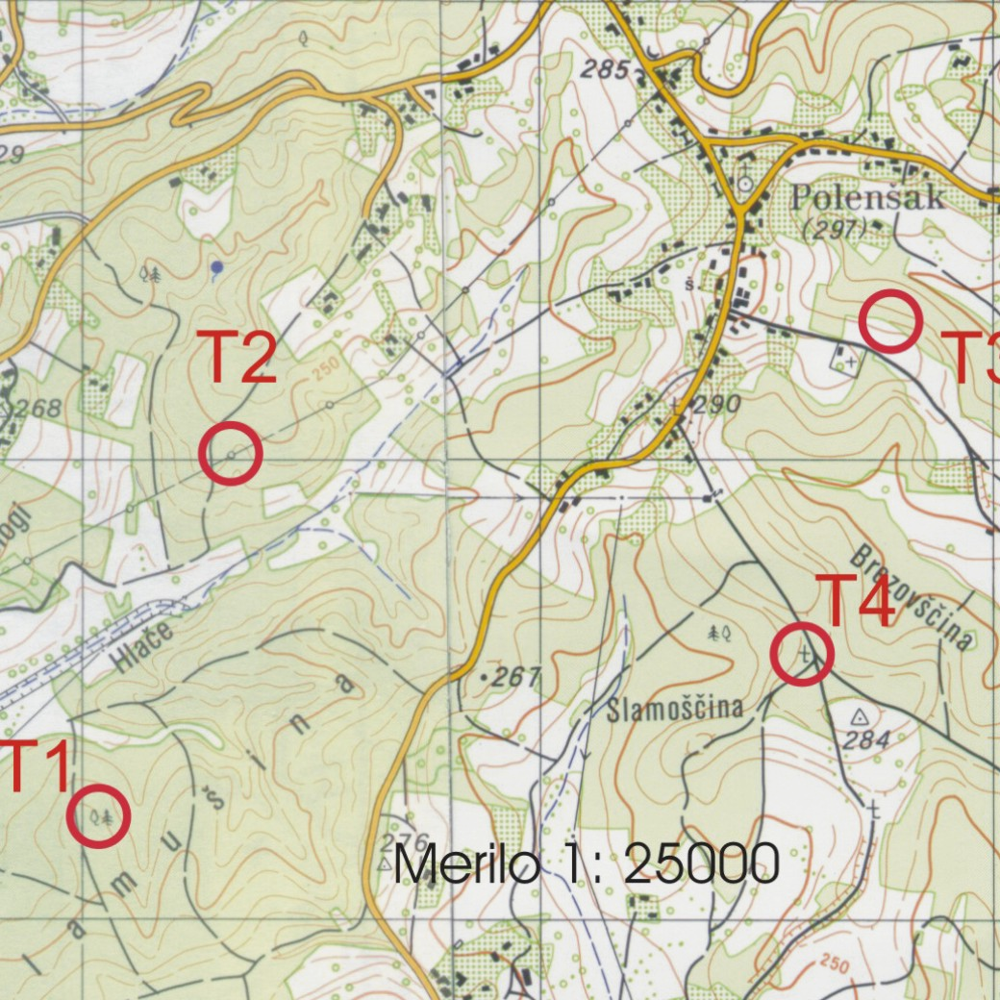 285
29
Polenšak
(297)
š.
T2
250
T3
268
290
Brezovščina
T4
Hlače
267
Slamoščina
284
T1
276
Merilo 1: 25000
250